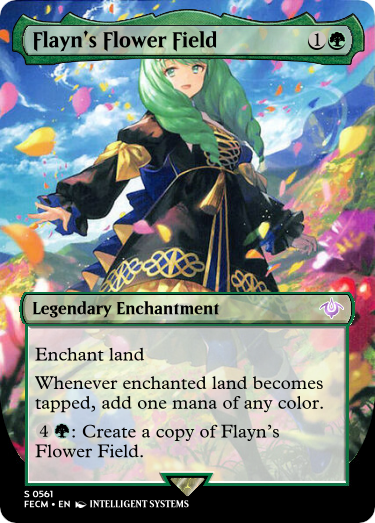 Flayn's Flower Field 1
Legendary Enchantment
Enchant land
Whenever enchanted land becomes
tapped, add one mana of any color.
4 : Create a copy of Flayn's
Flower Field.
S 0561
FECM • EN INTELLIGENT SYSTEMS